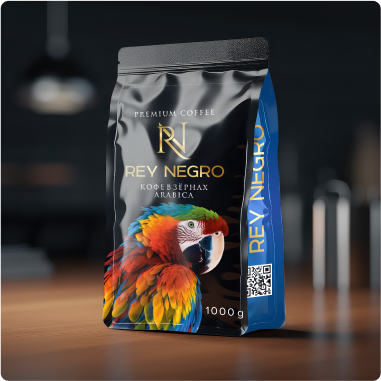 PREMIUM COFFEE
RN
REY NEGRO
КОФЕ В ЗЁРНАХ
ARABICA
1000 g
REY NEGRO